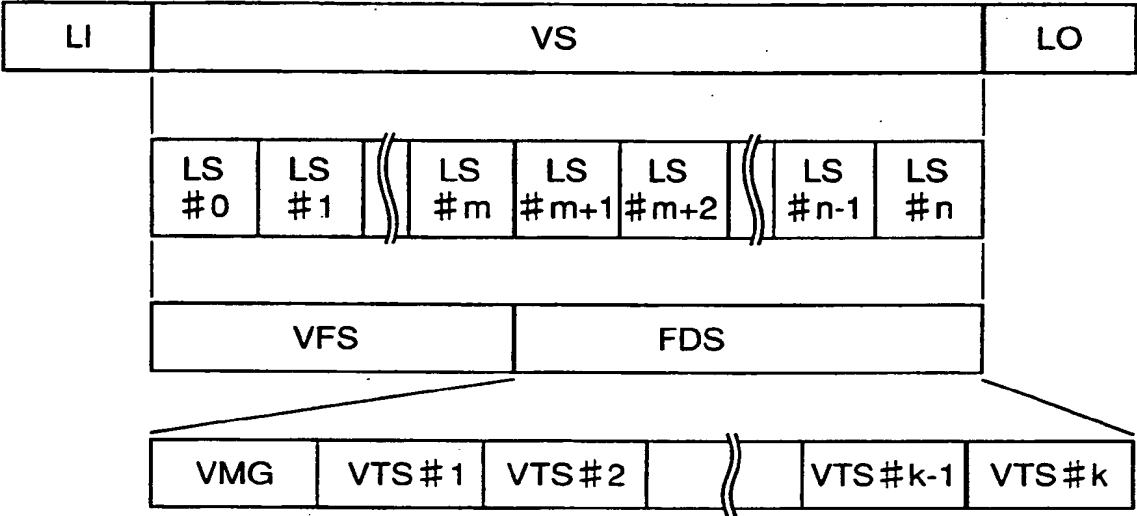 LI VS LO
LS #0 LS #1 LS #m LS #m+1 LS #m+2 LS #n-1 LS #n
VFS FDS
VMG VTS#1 VTS#2 VTS#k-1 VTS#k